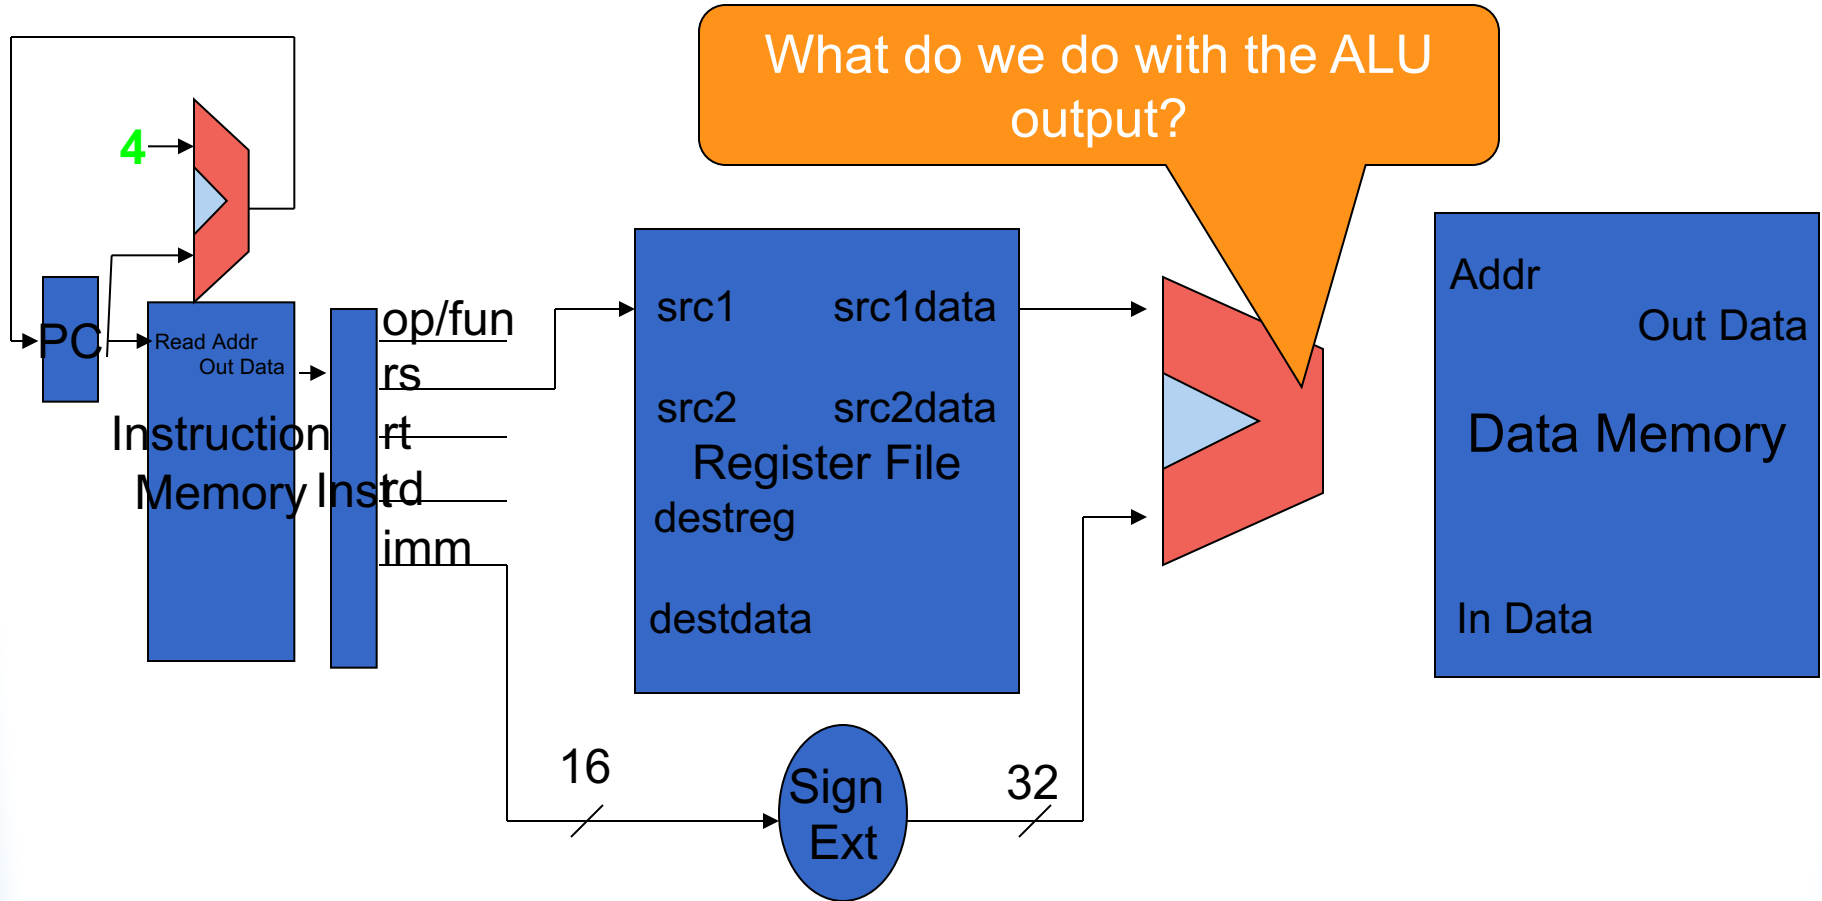 What do we do with the ALU
output?
4
PC
Read Addr
Out Data
Instruction
Memory
Instr
op/fun
rs
rt
rd
imm
src1
src1data
src2
src2data
Register File
destreg
destdata
Addr
Out Data
Data Memory
In Data
16
Sign
Ext
32